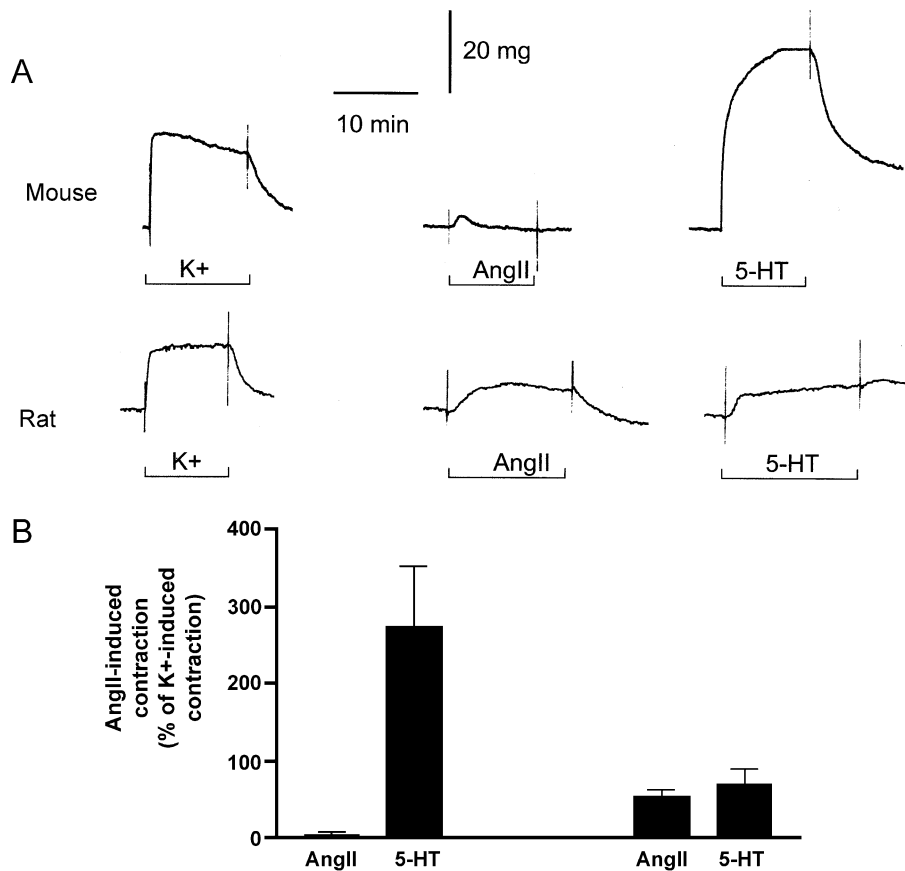 A
20 mg
10 min
Mouse
K+
AngII
5-HT
Rat
K+
AngII
5-HT
B
AngII-induced
contraction
(% of K+-induced
contraction)
400
300
200
100
0
AngII
5-HT
AngII
5-HT